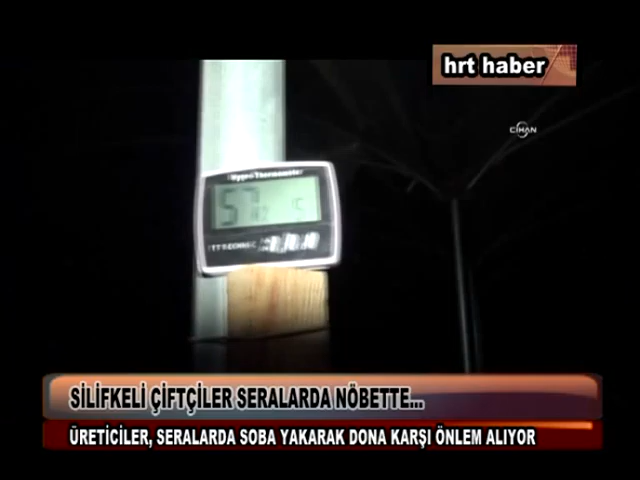 hrt haber
CİHAN
Hygro-Thermometer
57
SİLİFKELİ ÇİFTÇİLER SERALARDA NÖBETTE...
ÜRETİCİLER, SERALARDA SOBA YAKARAK DONA KARŞI ÖNLEM ALIYOR